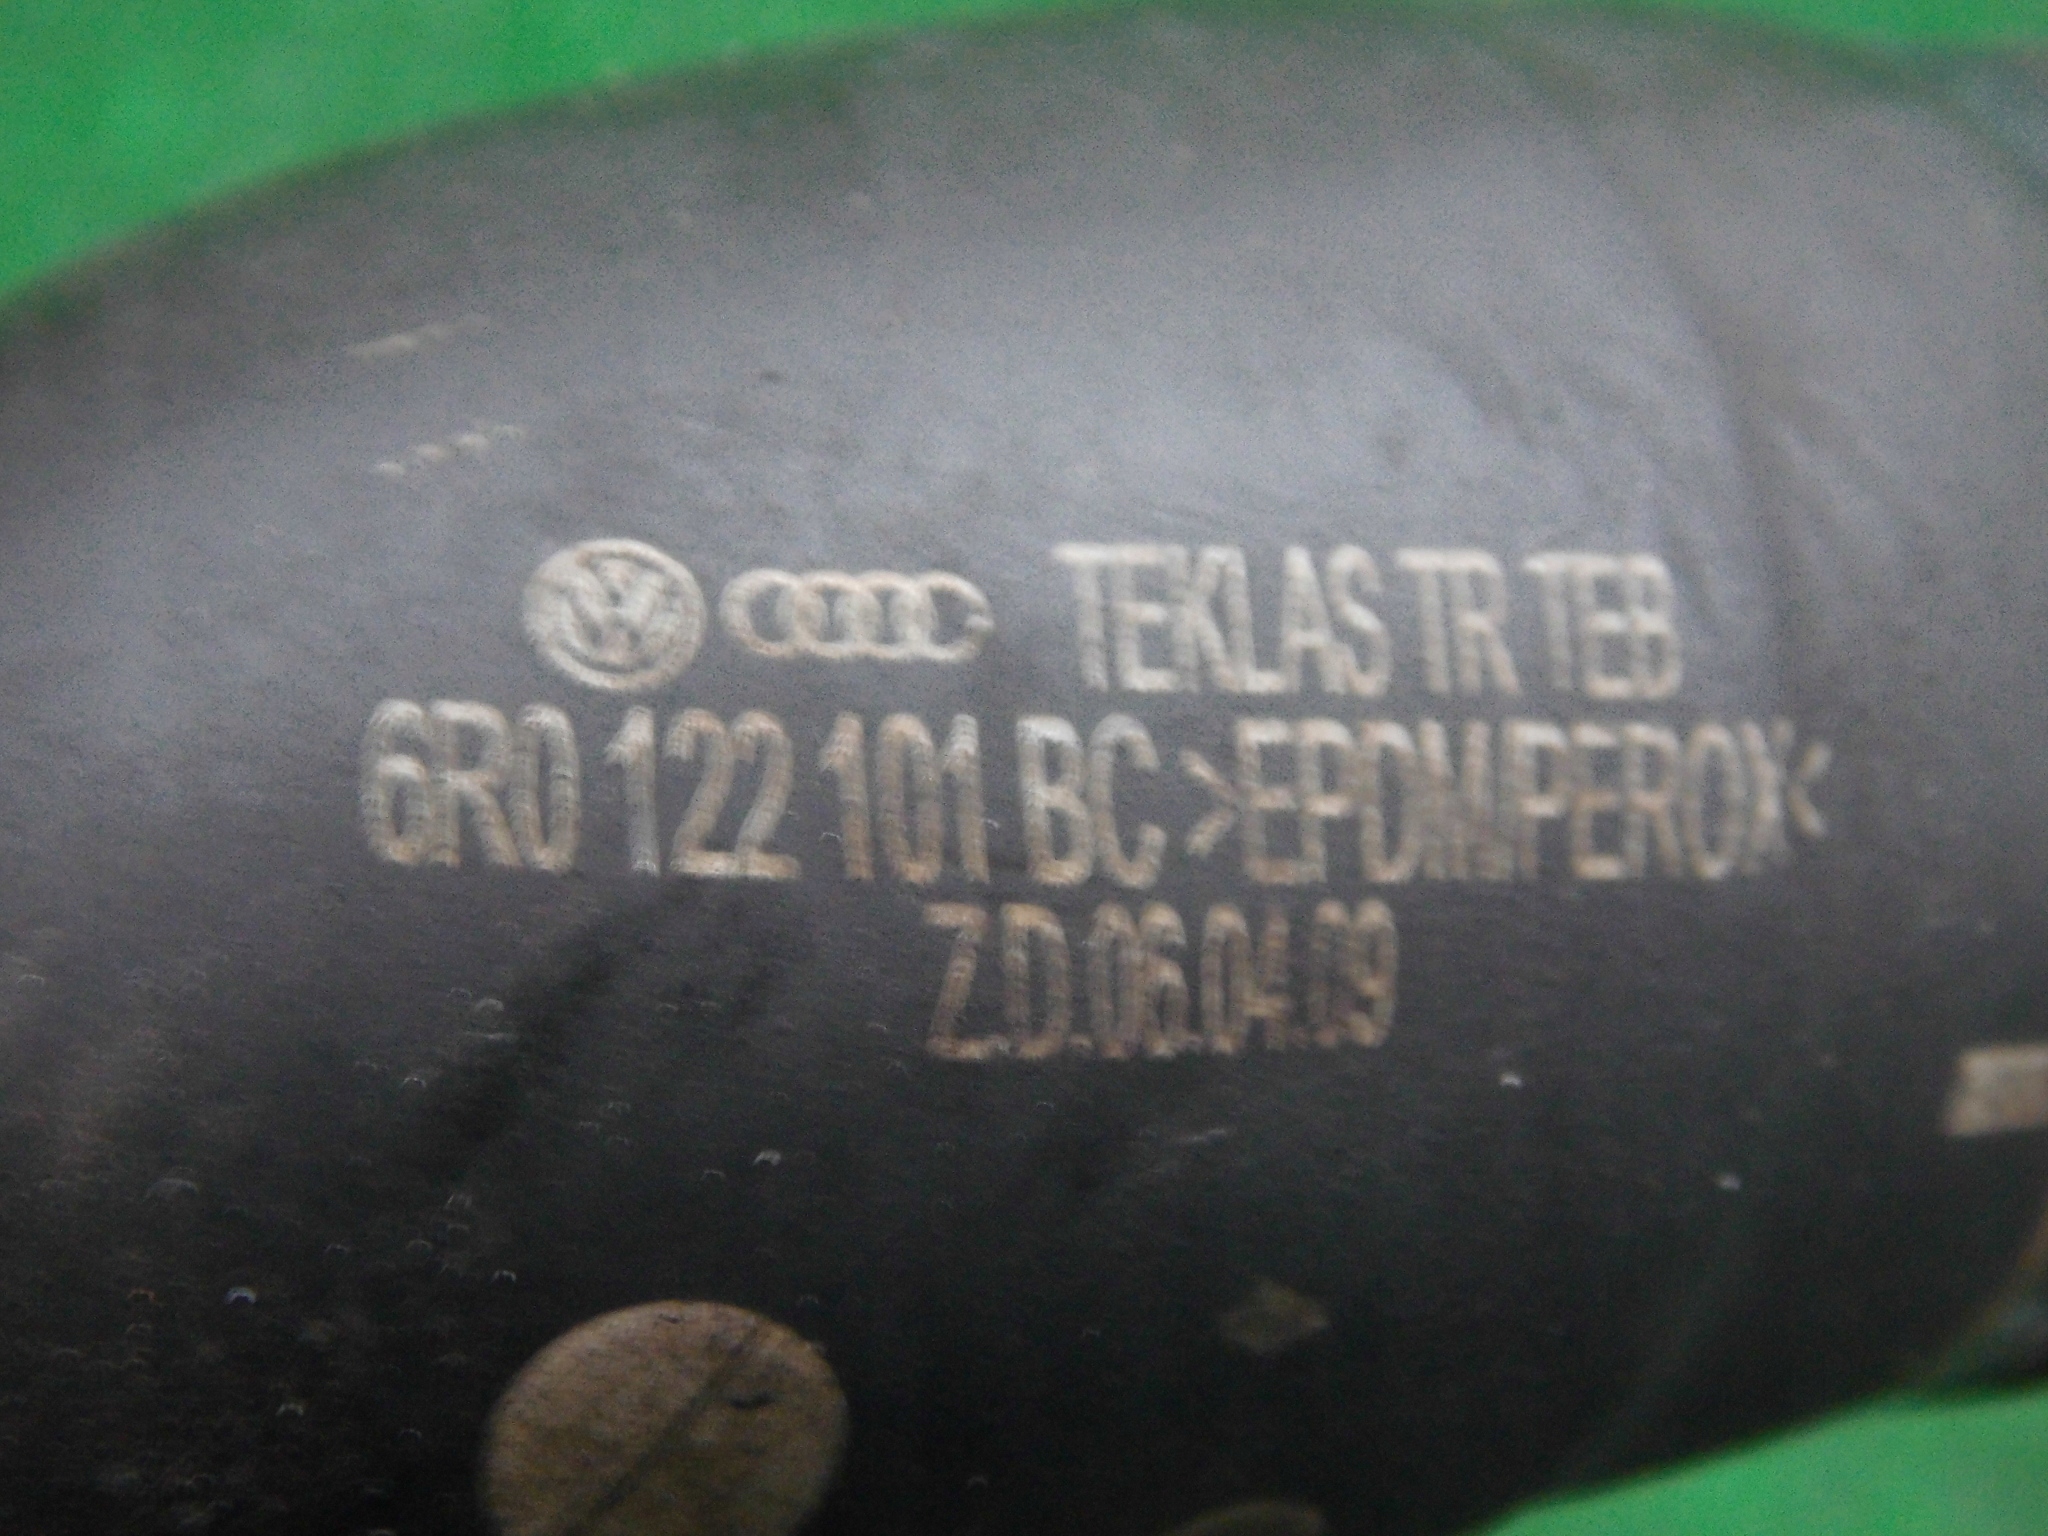 TEKLAS TR TEB
6R0 122 101 BC >EPDM/PEROX<
Z.D.06.04.09